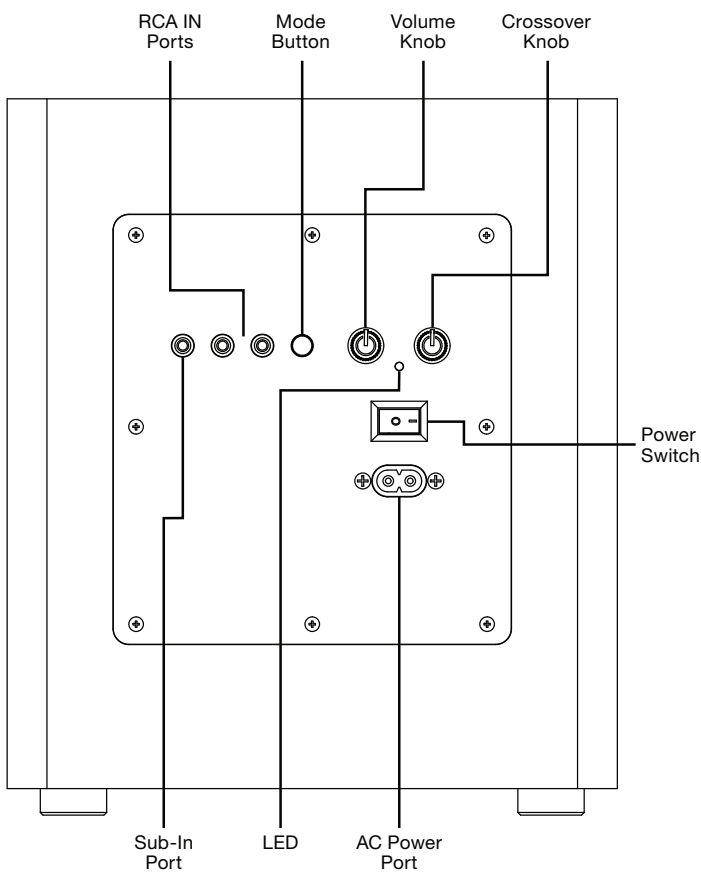 RCA IN
Ports
Mode
Button
Volume
Knob
Crossover
Knob
Power
Switch
Sub-In
Port
LED
AC Power
Port